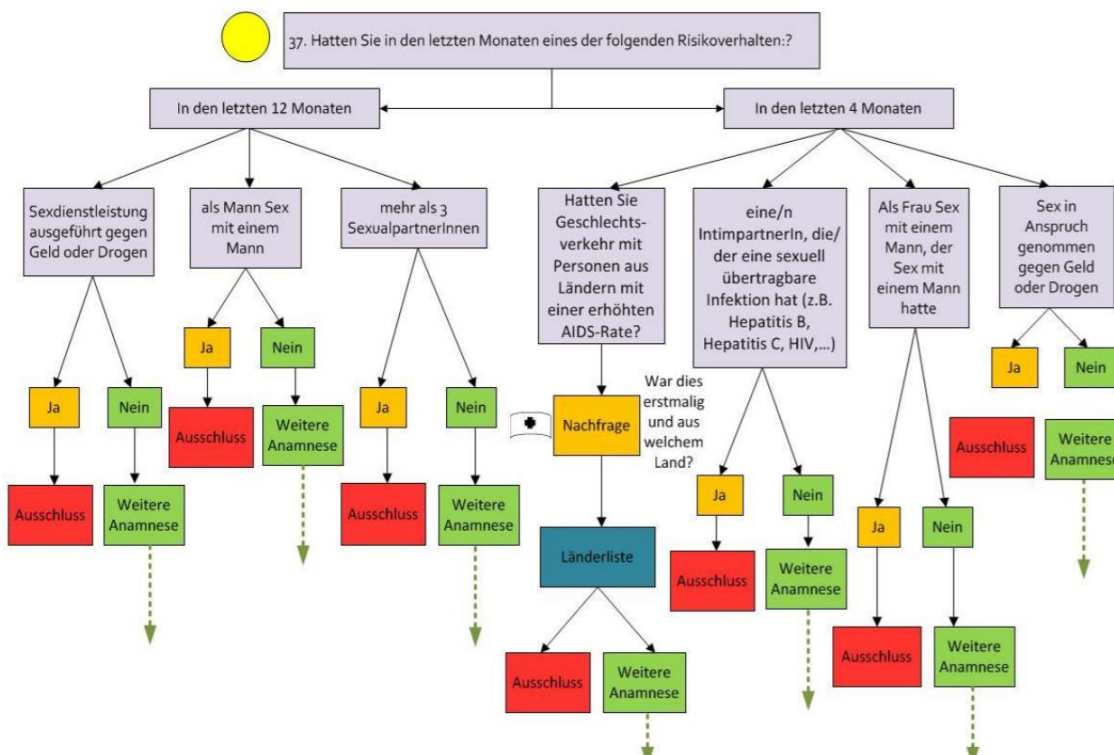 37. Hatten Sie in den letzten Monaten eines der folgenden Risikoverhalten:?
In den letzten 12 Monaten
In den letzten 4 Monaten
Sexdienstleistung
ausgeführt gegen
Geld oder Drogen
als Mann Sex
mit einem
Mann
mehr als 3
SexualpartnerInnen
Hatten Sie
Geschlechts-
verkehr mit
Personen aus
Ländern mit
einer erhöhten
AIDS-Rate?
eine/n
IntimpartnerIn, die/
der eine sexuell
übertragbare
Infektion hat (z.B.
Hepatitis B,
Hepatitis C, HIV,...)
Als Frau Sex
mit einem
Mann, der
Sex mit
einem Mann
hatte
Sex in
Anspruch
genommen
gegen Geld
oder Drogen
Ja
Nein
Ausschluss
Weitere
Anamnese
Ja
Nein
Ausschluss
Weitere
Anamnese
Ja
Nein
Ausschluss
Weitere
Anamnese
Nachfrage
War dies
erstmalig
und aus
welchem
Land?
Länderliste
Ausschluss
Weitere
Anamnese
Ja
Nein
Ausschluss
Weitere
Anamnese
Ja
Nein
Ausschluss
Weitere
Anamnese
Ja
Nein
Ausschluss
Weitere
Anamnese